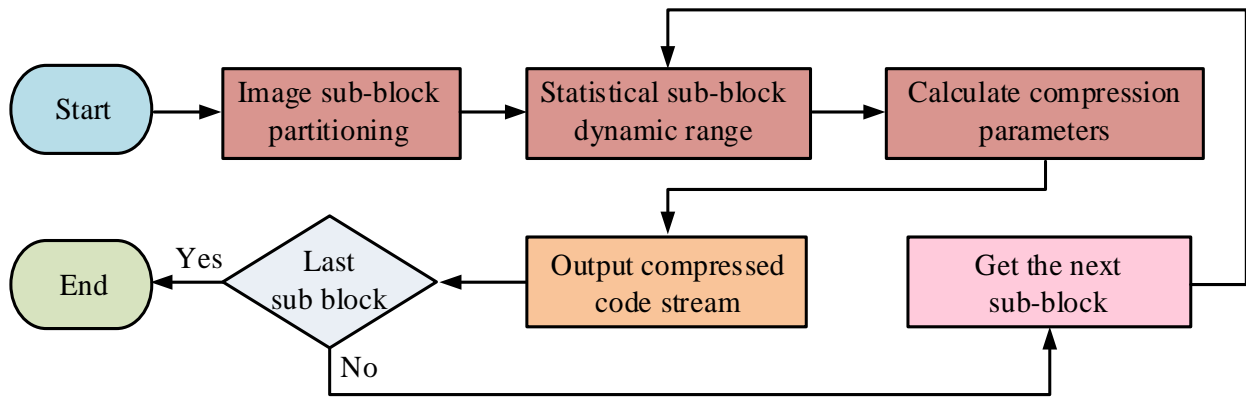 Start
Image sub-block
partitioning
Statistical sub-block
dynamic range
Calculate compression
parameters
End
Yes
Last
sub block
No
Output compressed
code stream
Get the next
sub-block